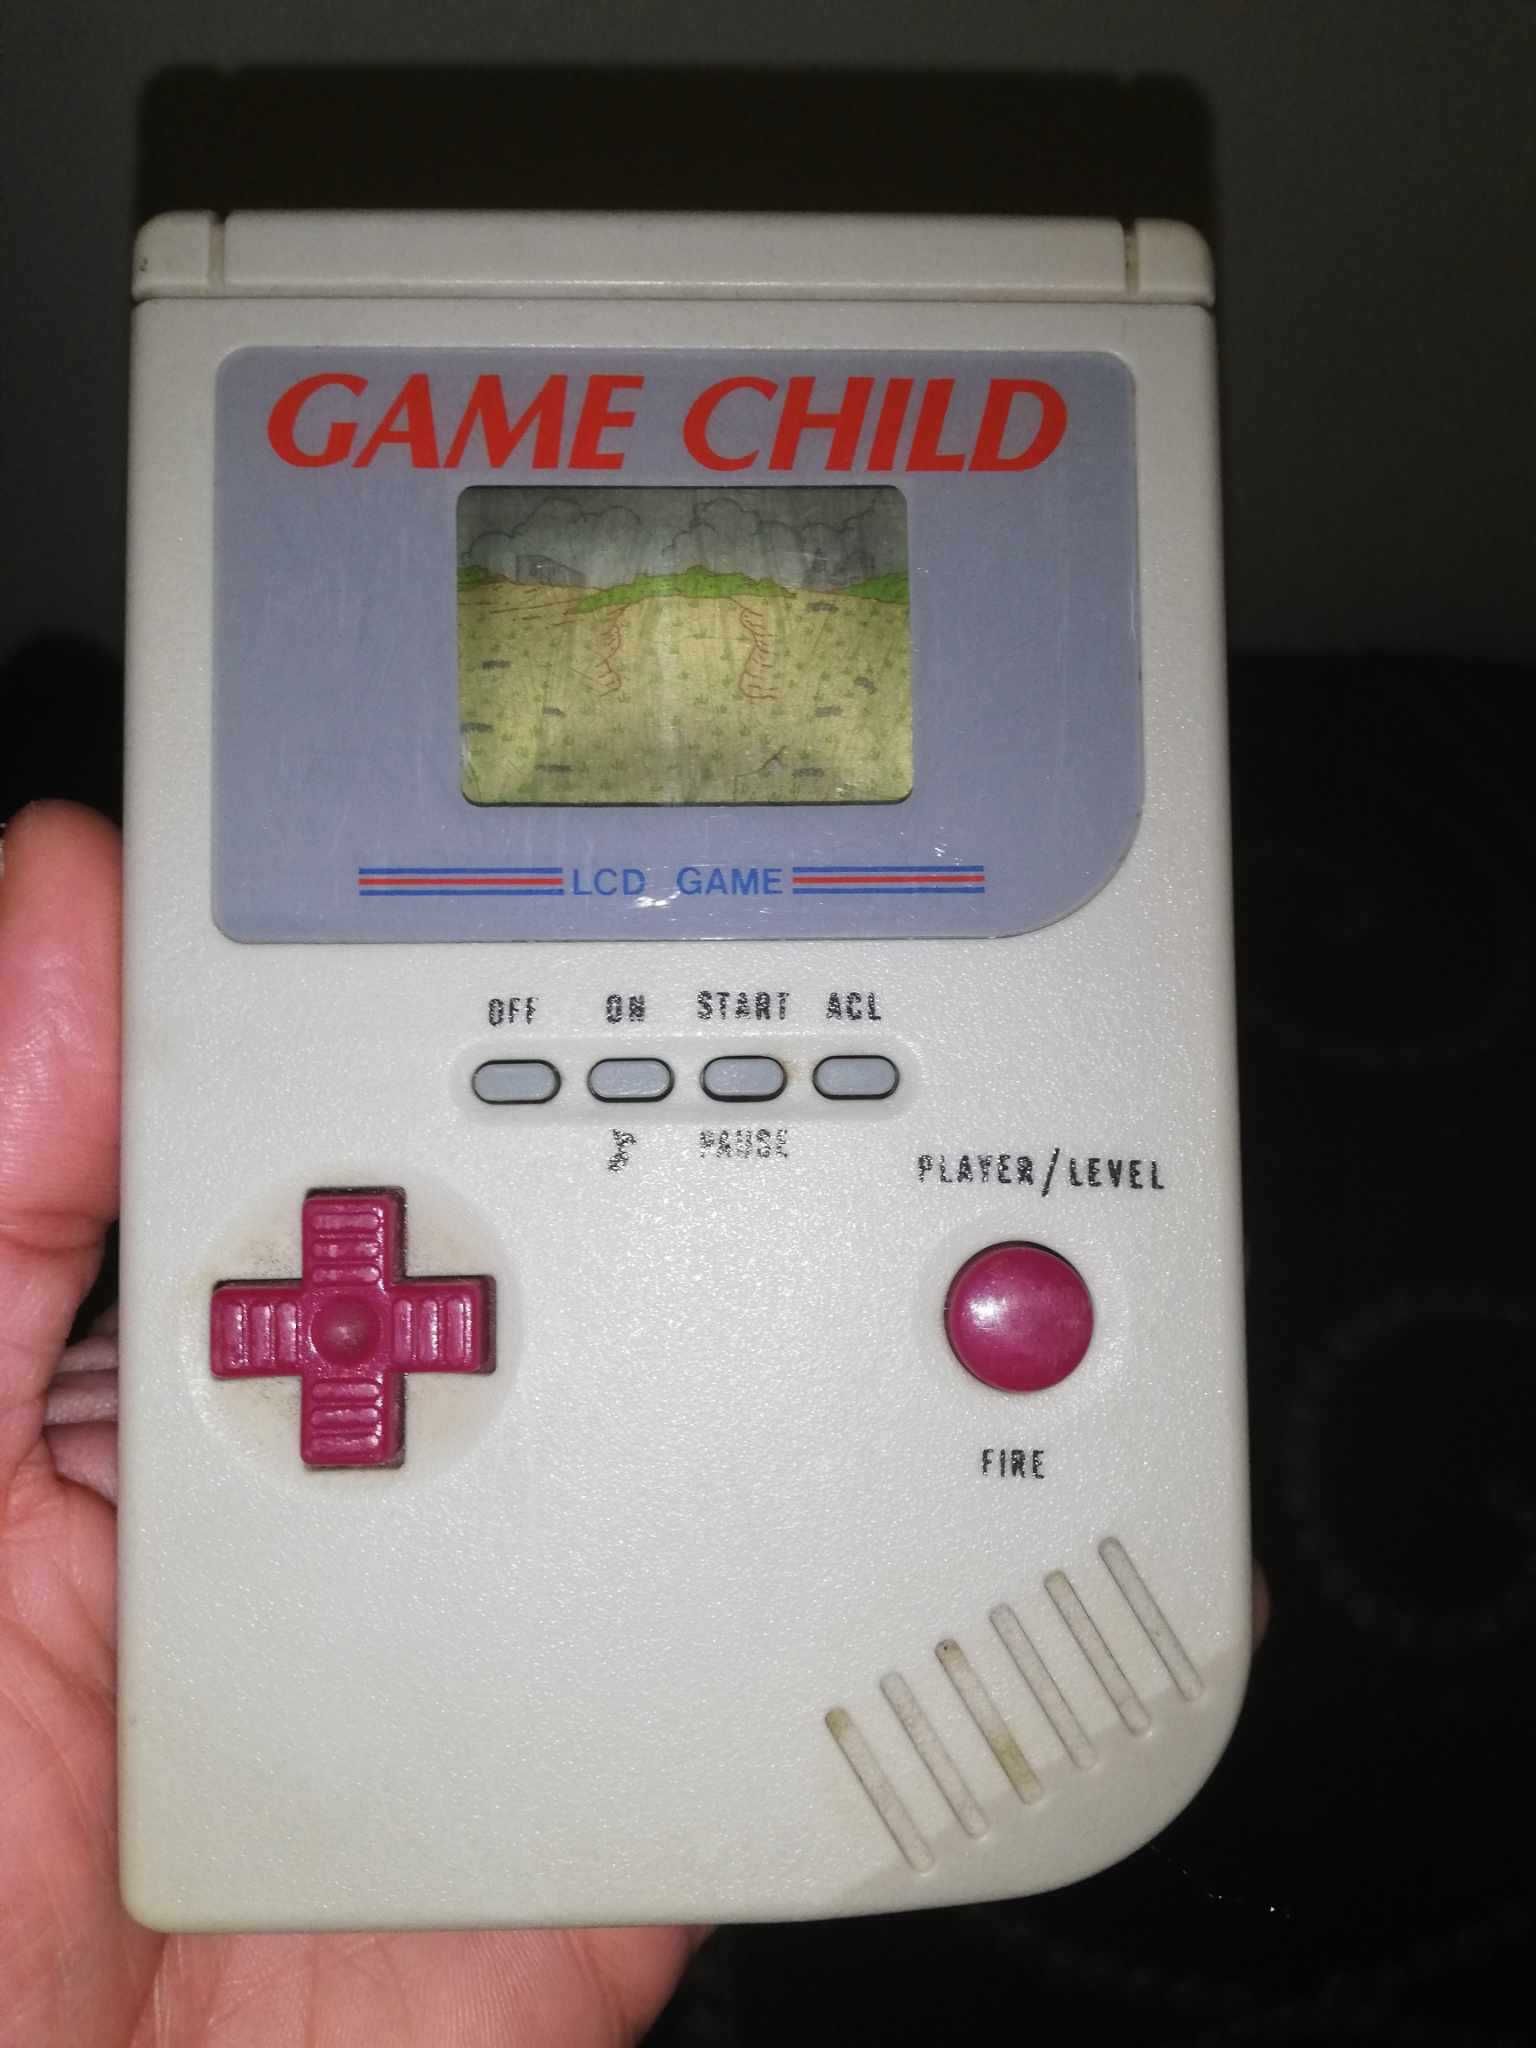 GAME CHILD
LCD GAME
OFF ON START ACL
PAUSE
PLAYER/LEVEL
FIRE